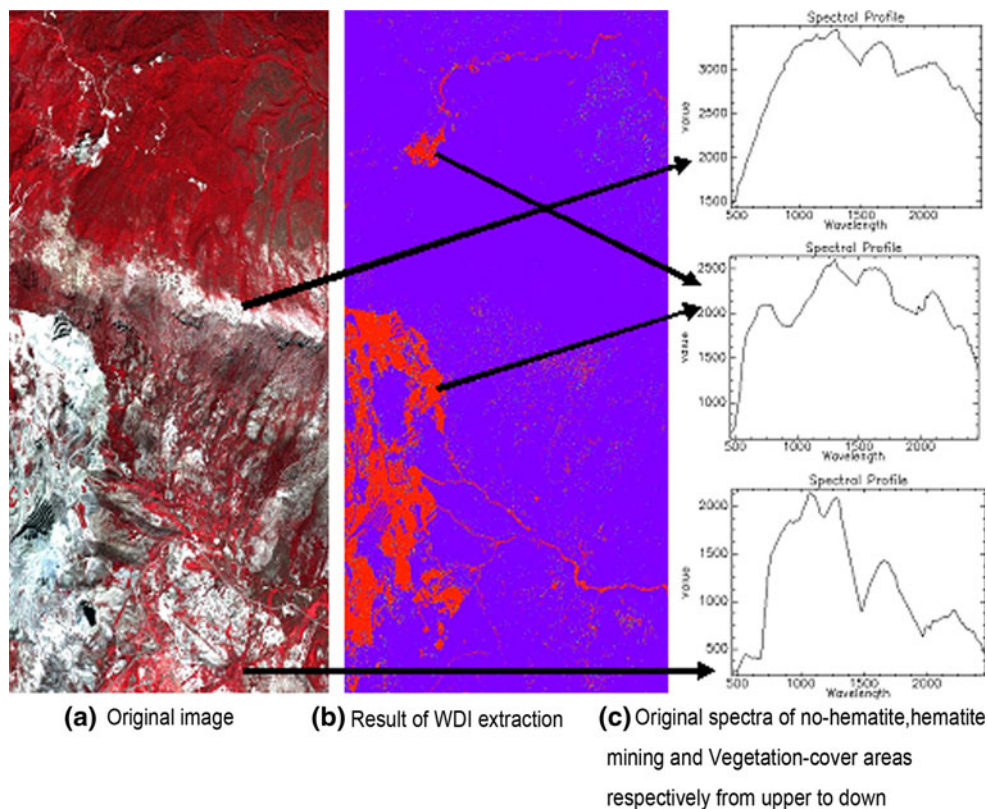 Spectral Profile
Value
3000
2500
2000
1500
500 1000 1500 2000
Wavelength
Spectral Profile
Value
2500
2000
1500
1000
500 1000 1500 2000
Wavelength
Spectral Profile
Value
2000
1500
1000
500
500 1000 1500 2000
Wavelength
(a) Original image
(b) Result of WDI extraction
(c) Original spectra of no-hematite,hematite
mining and Vegetation-cover areas
respectively from upper to down